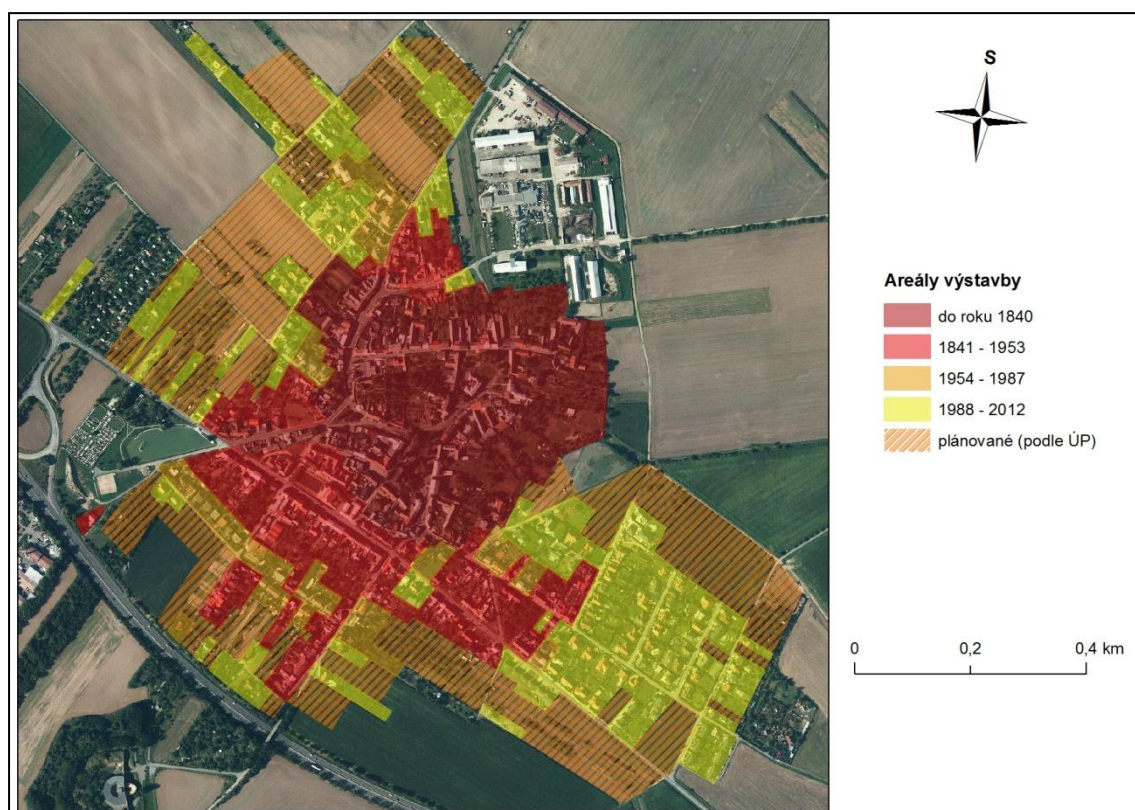 S
Areály výstavby
do roku 1840
1841 - 1953
1954 - 1987
1988 - 2012
plánované (podle ÚP)
0 0,2 0,4 km